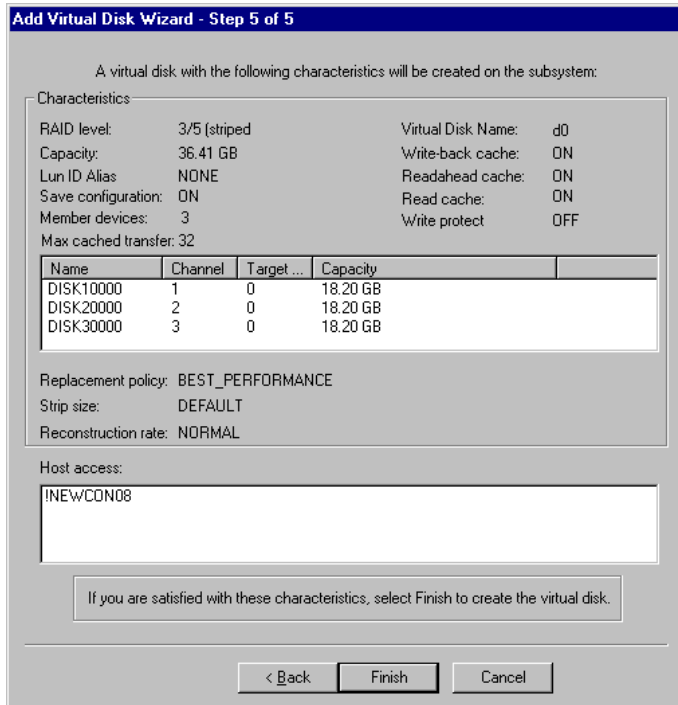 Add Virtual Disk Wizard - Step 5 of 5
A virtual disk with the following characteristics will be created on the subsystem:
Characteristics
RAID level: 3/5 (striped Virtual Disk Name: d0
Capacity: 36.41 GB Write-back cache: ON
Lun ID Alias NONE Readahead cache: ON
Save configuration: ON Read cache: ON
Member devices: 3 Write protect OFF
Max cached transfer: 32
Name Channel Target ... Capacity
DISK10000 1 0 18.20 GB
DISK20000 2 0 18.20 GB
DISK30000 3 0 18.20 GB
Replacement policy: BEST_PERFORMANCE
Strip size: DEFAULT
Reconstruction rate: NORMAL
Host access:
!NEWCON08
If you are satisfied with these characteristics, select Finish to create the virtual disk.
< Back Finish Cancel